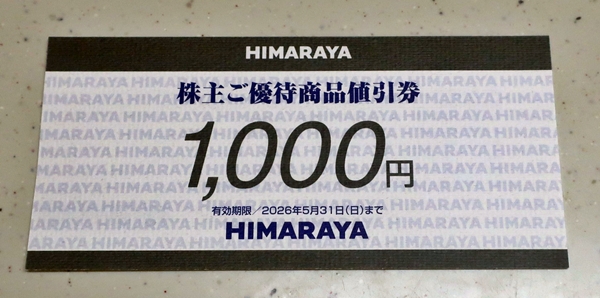 HIMARAYA
株主ご優待商品値引券
1,000円
有効期限／2026年5月31日(日)まで
HIMARAYA